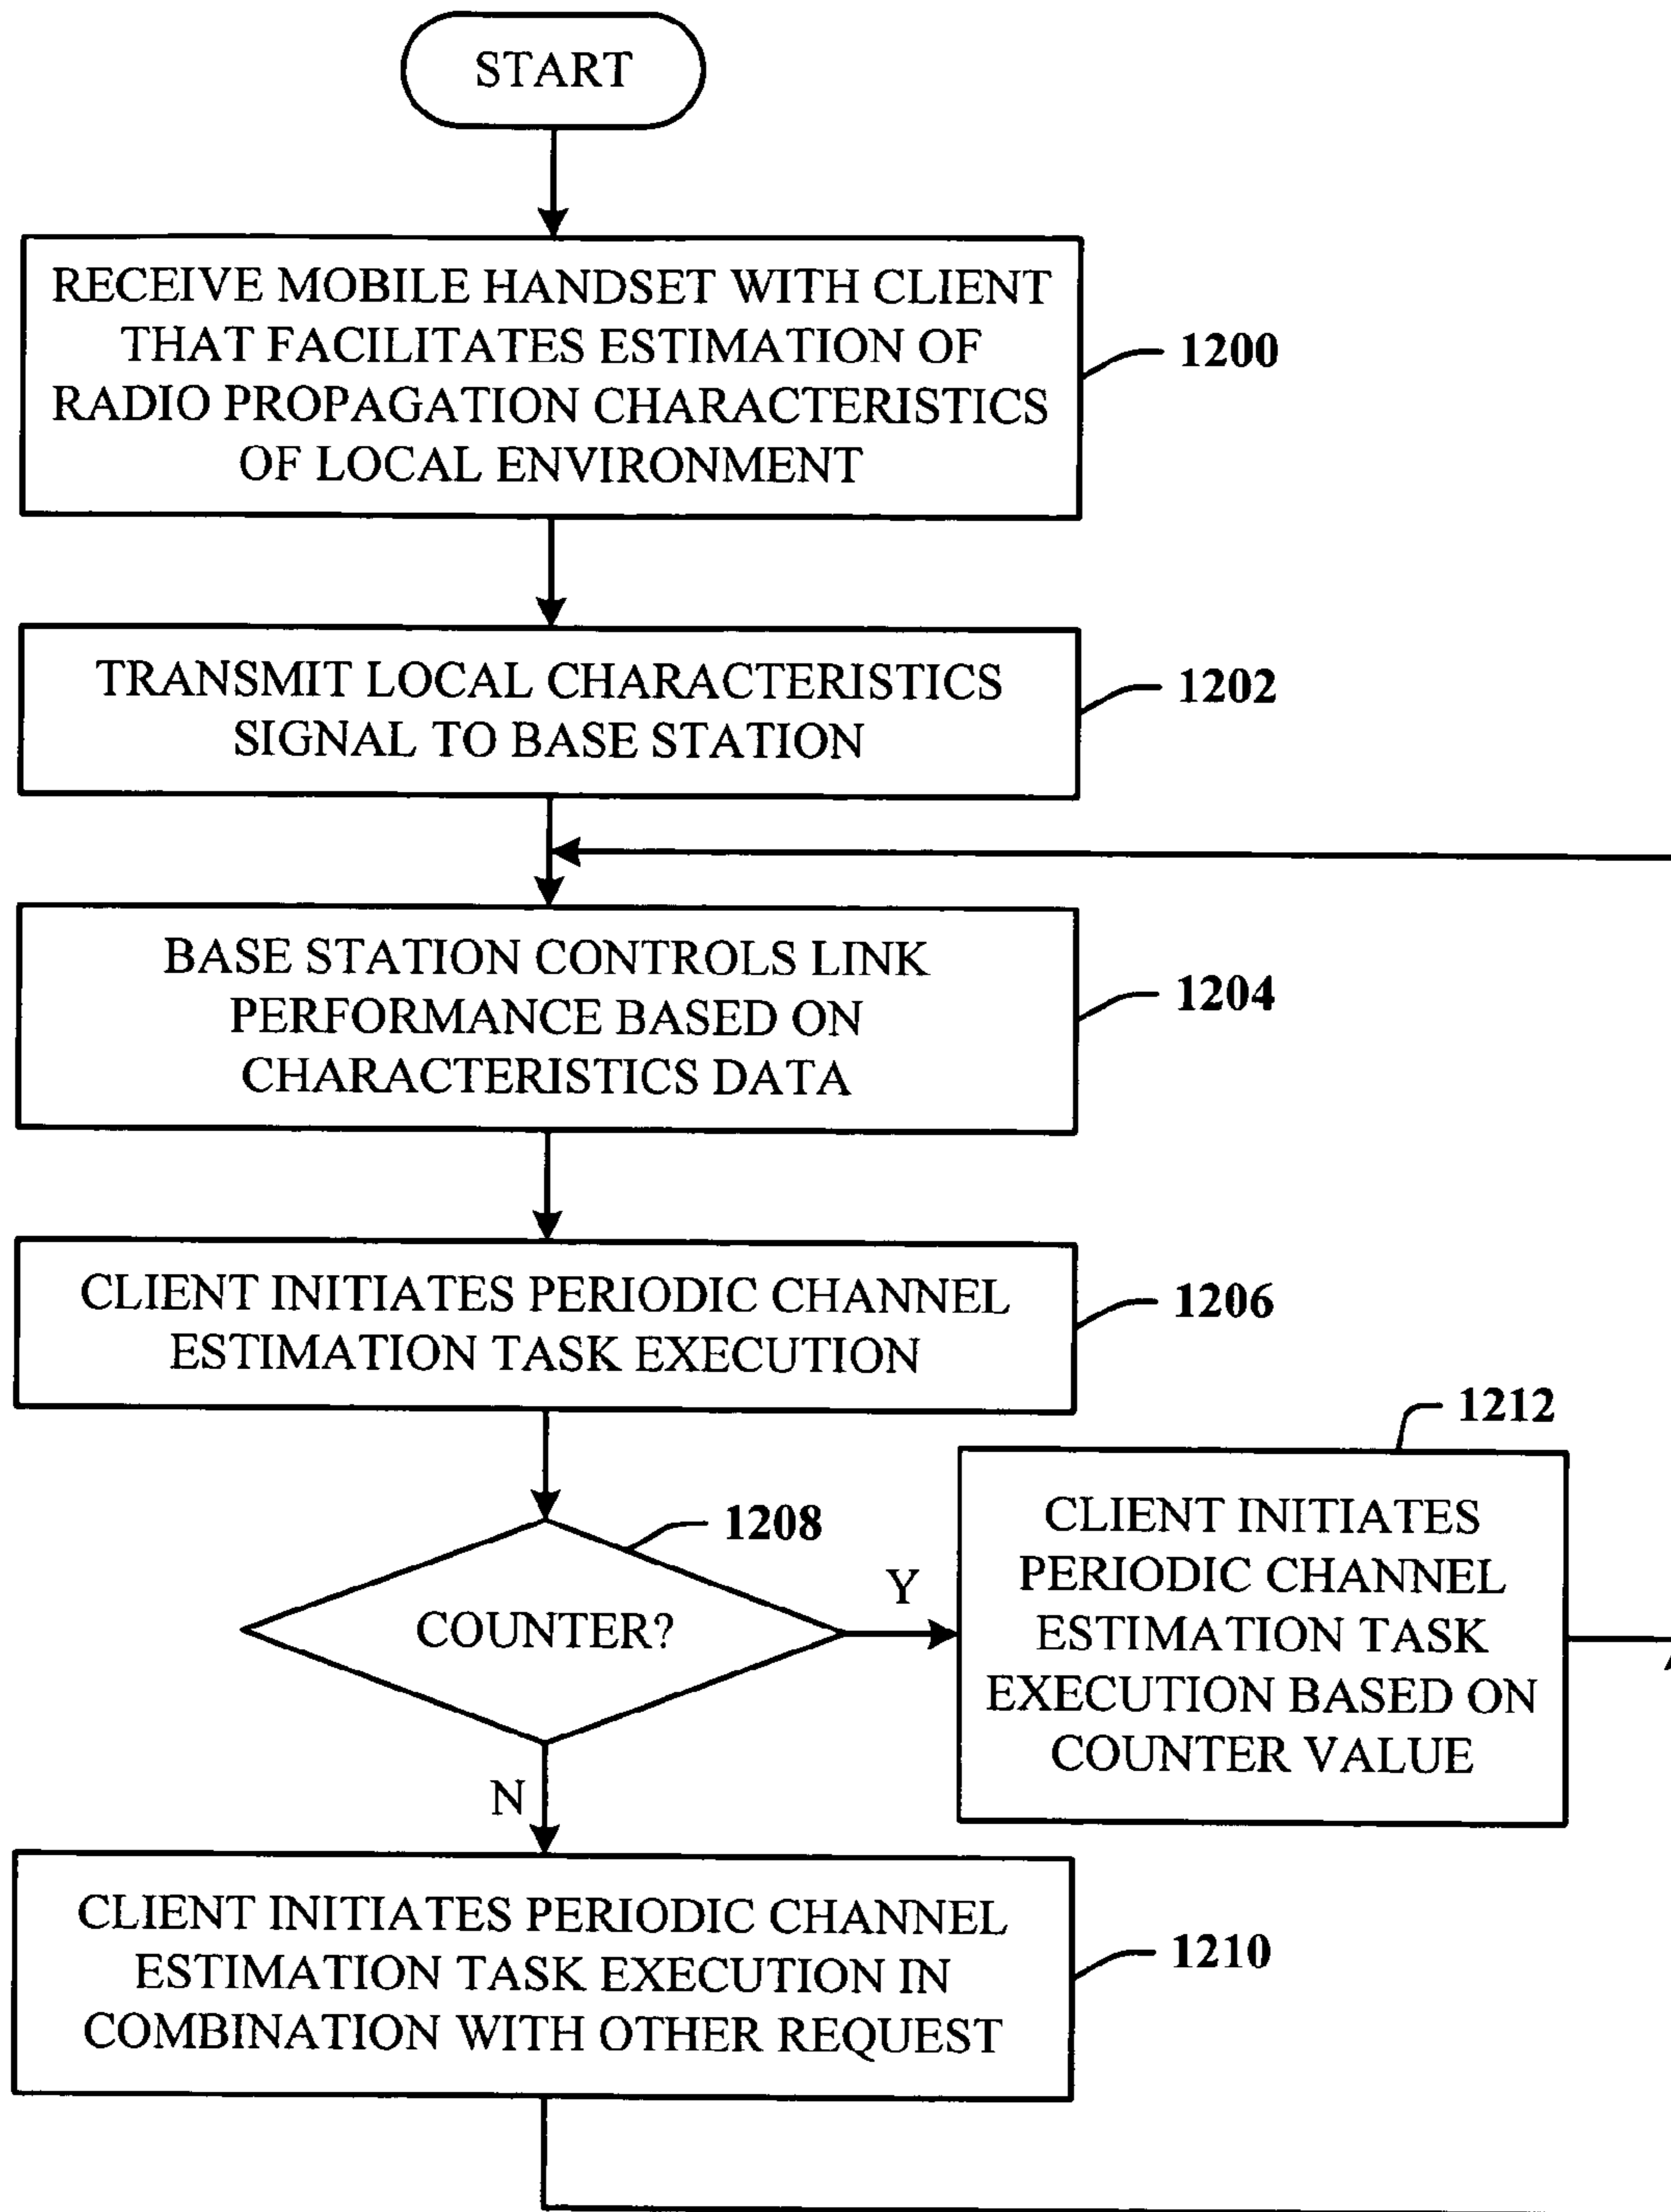 START
RECEIVE MOBILE HANDSET WITH CLIENT
THAT FACILITATES ESTIMATION OF
RADIO PROPAGATION CHARACTERISTICS
OF LOCAL ENVIRONMENT
1200
TRANSMIT LOCAL CHARACTERISTICS
SIGNAL TO BASE STATION
1202
BASE STATION CONTROLS LINK
PERFORMANCE BASED ON
CHARACTERISTICS DATA
1204
CLIENT INITIATES PERIODIC CHANNEL
ESTIMATION TASK EXECUTION
1206
COUNTER?
1208
Y
N
1212
CLIENT INITIATES
PERIODIC CHANNEL
ESTIMATION TASK
EXECUTION BASED ON
COUNTER VALUE
CLIENT INITIATES PERIODIC CHANNEL
ESTIMATION TASK EXECUTION IN
COMBINATION WITH OTHER REQUEST
1210